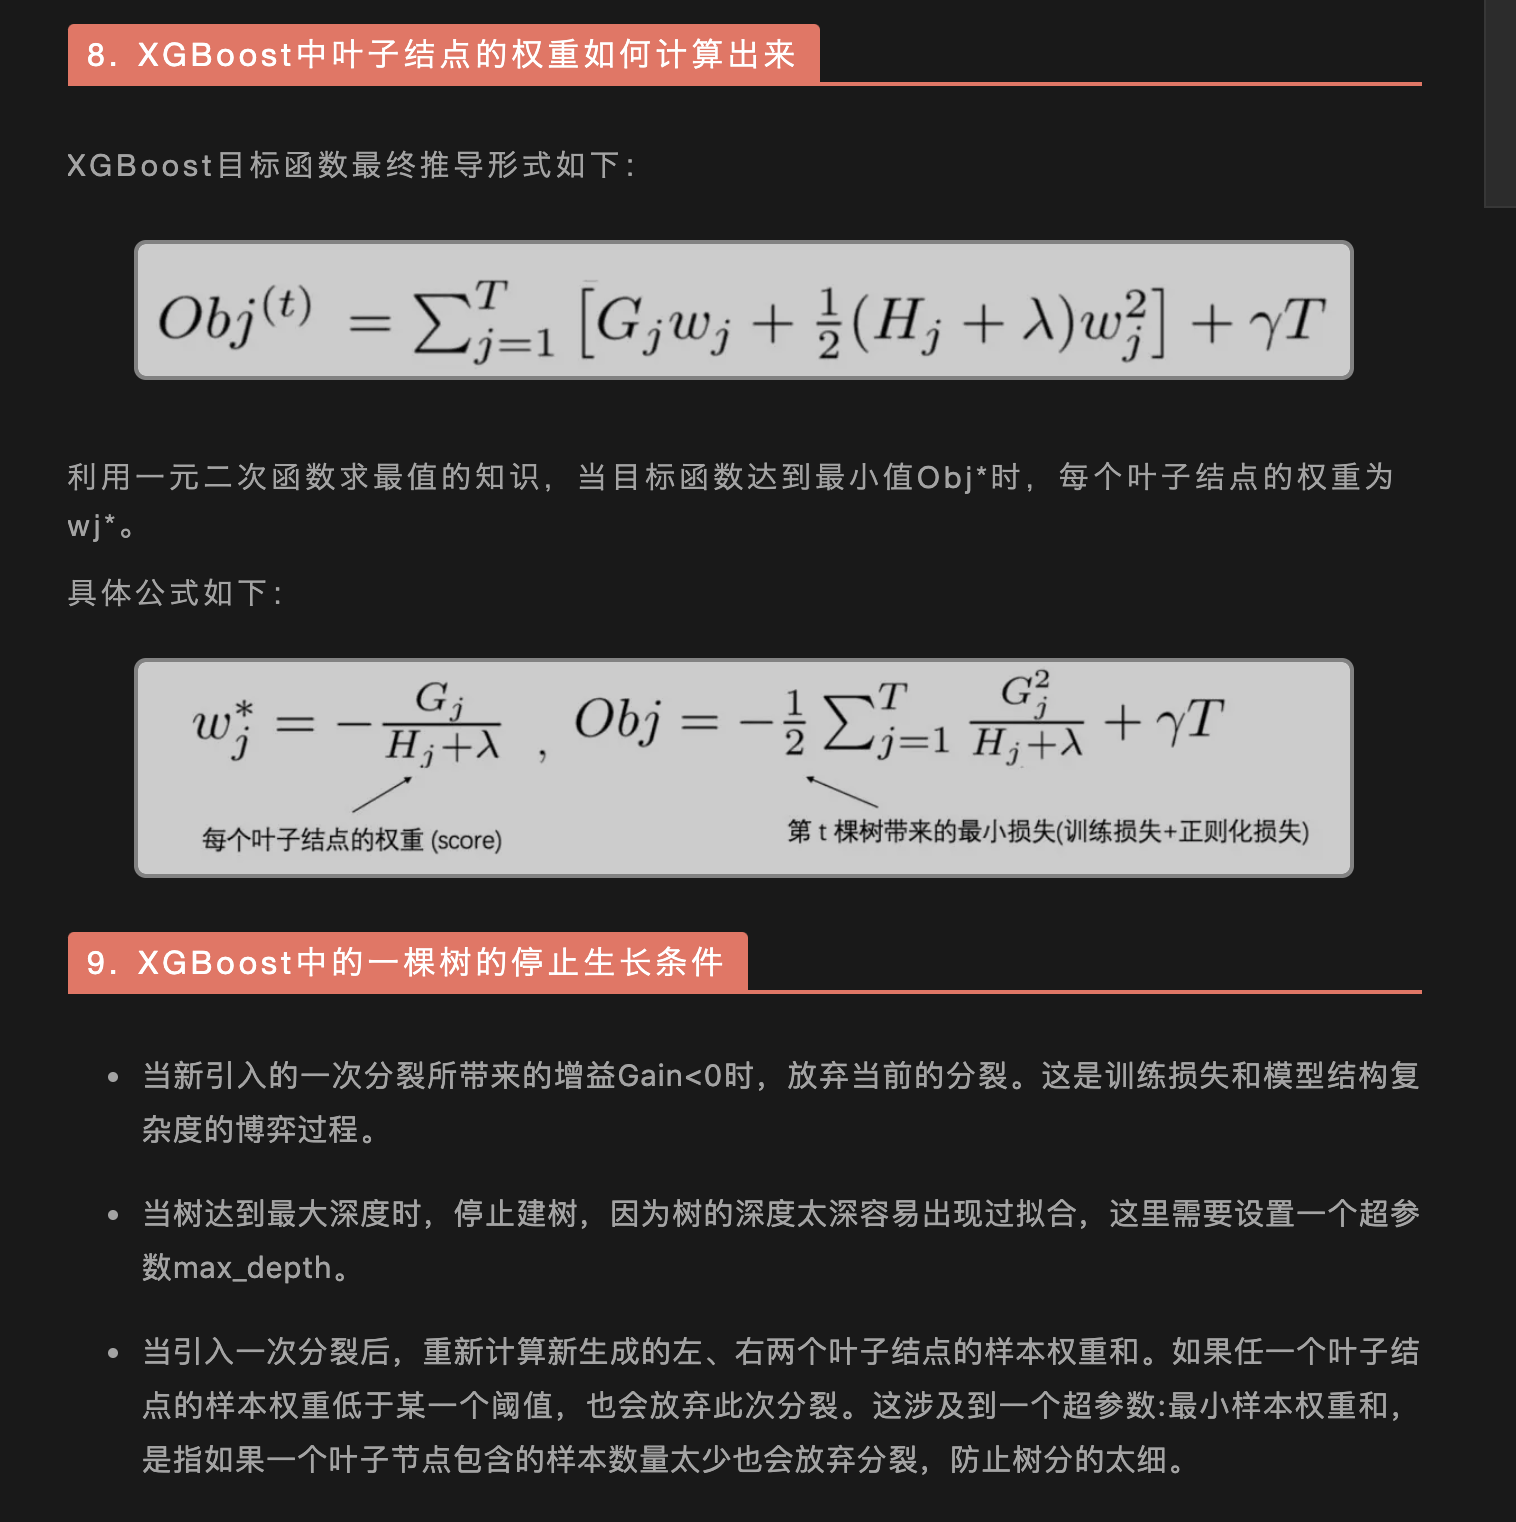 8. XGBoost中叶子结点的权重如何计算出来
XGBoost目标函数最终推导形式如下：
Obj^{(t)} = ∑_{j=1}^{T} [G_j w_j + \frac{1}{2}(H_j + λ)w_j^2] + γT
利用一元二次函数求最值的知识，当目标函数达到最小值Obj*时，每个叶子结点的权重为
wj*。
具体公式如下：
w_j^* = -\frac{G_j}{H_j+λ} , Obj = -\frac{1}{2} ∑_{j=1}^{T} \frac{G_j^2}{H_j+λ} + γT
每个叶子结点的权重 (score)
第 t 棵树带来的最小损失(训练损失+正则化损失)
9. XGBoost中的一棵树的停止生长条件
• 当新引入的一次分裂所带来的增益Gain<0时，放弃当前的分裂。这是训练损失和模型结构复
杂度的博弈过程。
• 当树达到最大深度时，停止建树，因为树的深度太深容易出现过拟合，这里需要设置一个超参
数max_depth。
• 当引入一次分裂后，重新计算新生成的左、右两个叶子结点的样本权重和。如果任一个叶子结
点的样本权重低于某一个阈值，也会放弃此次分裂。这涉及到一个超参数:最小样本权重和，
是指如果一个叶子节点包含的样本数量太少也会放弃分裂，防止树分的太细。